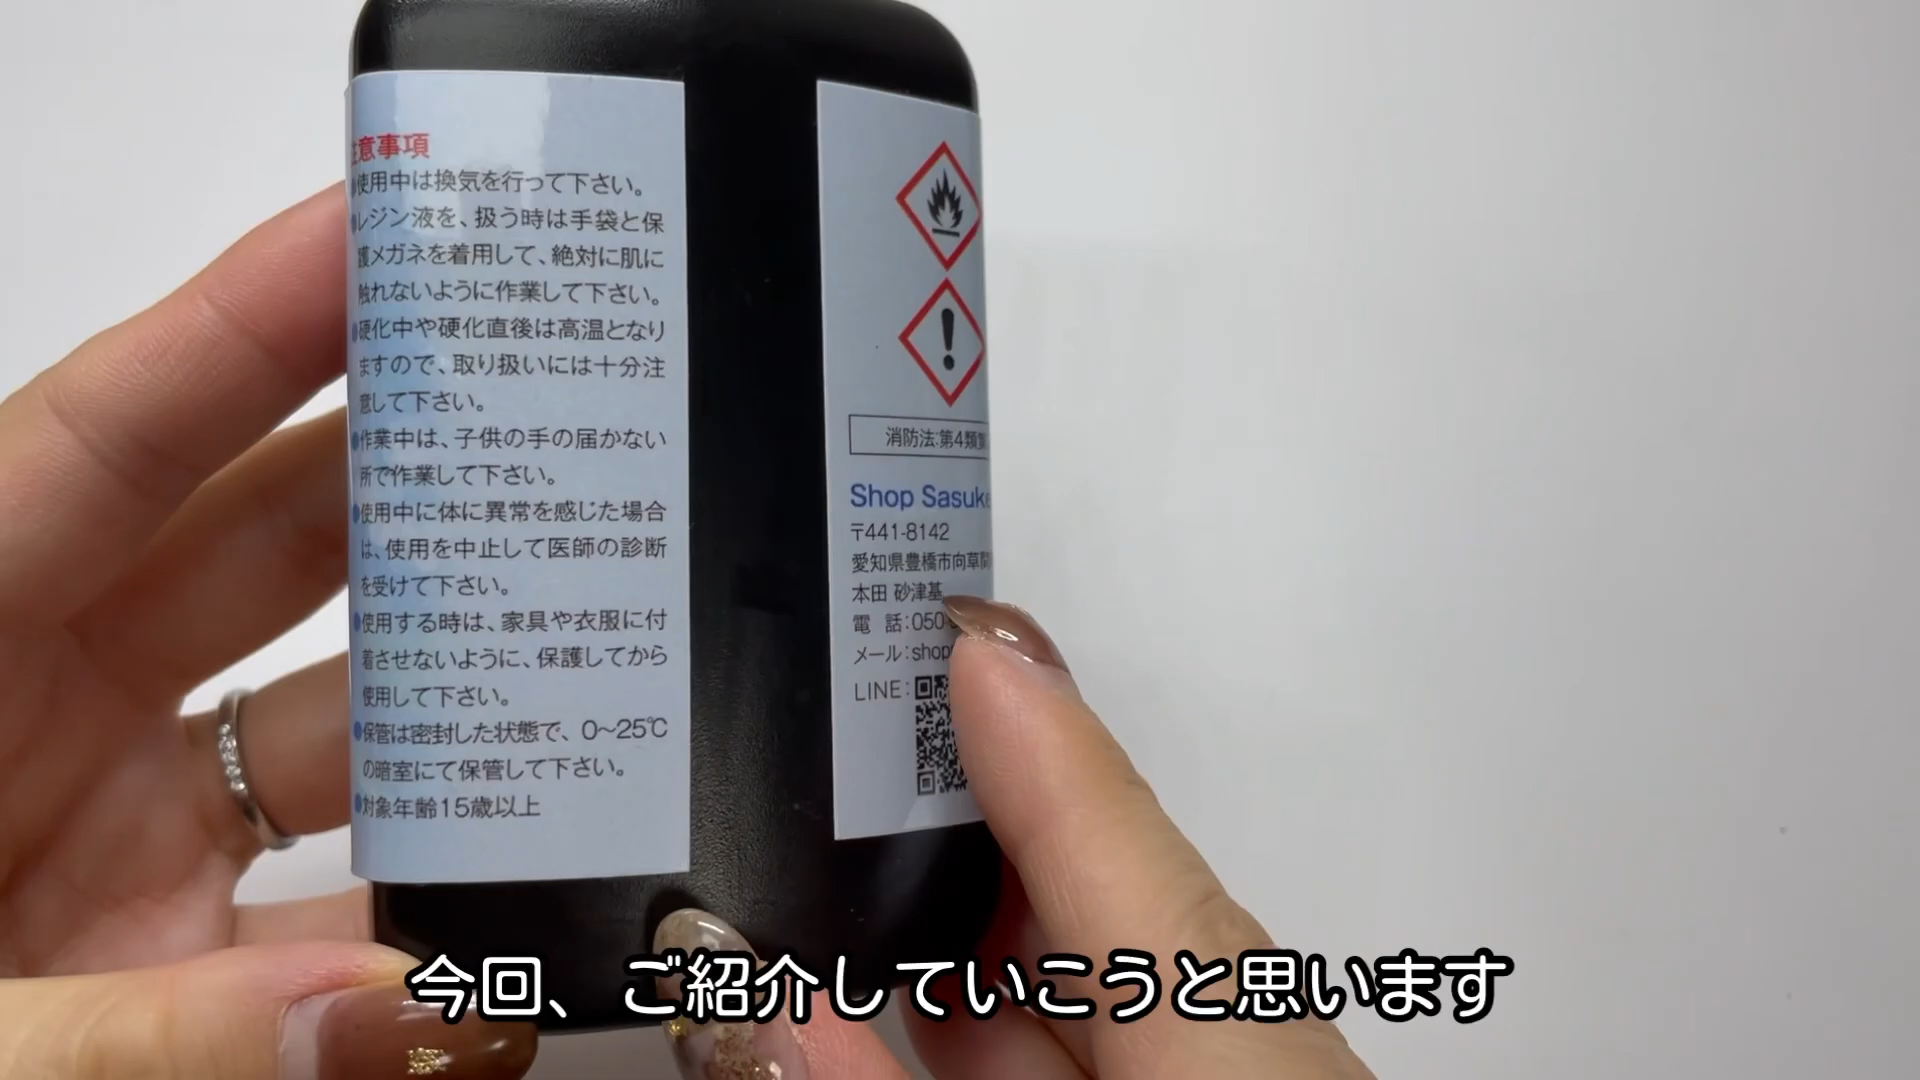 注意事項
●使用中は換気を行って下さい。
●レジン液を、扱う時は手袋と保
護メガネを着用して、絶対に肌に
触れないように作業して下さい。
●硬化中や硬化直後は高温となり
ますので、取り扱いには十分注
意して下さい。
●作業中は、子供の手の届かない
所で作業して下さい。
●使用中に体に異常を感じた場合
は、使用を中止して医師の診断
を受けて下さい。
●使用する時は、家具や衣服に付
着させないように、保護してから
使用して下さい。
●保管は密封した状態で、0~25℃
の暗室にて保管して下さい。
●対象年齢15歳以上
消防法:第4類
Shop Sasuke
〒441-8142
愛知県豊橋市向草間
本田 砂津基
電 話:050-
メール:shop
LINE:
今回、ご紹介していこうと思います